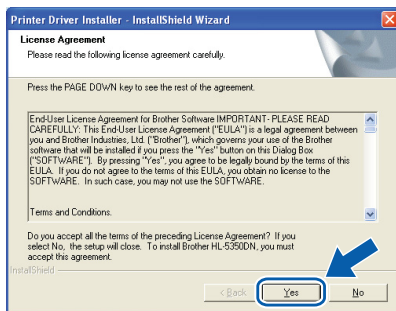 Printer Driver Installer - InstallShield Wizard
License Agreement
Please read the following license agreement carefully.
Press the PAGE DOWN key to see the rest of the agreement.
End-User License Agreement for Brother Software IMPORTANT- PLEASE READ
CAREFULLY: This End-User License Agreement ("EULA") is a legal agreement between
you and Brother Industries, Ltd. ("Brother"), which governs your use of the Brother
software that will be installed if you press the "Yes" button on this Dialog Box
("SOFTWARE"). By pressing "Yes", you agree to be legally bound by the terms of this
EULA. If you do not agree to the terms of this EULA, you obtain no license to the
SOFTWARE. In such case, you may not use the SOFTWARE.
Terms and Conditions.
Do you accept all the terms of the preceding License Agreement? If you
select No, the setup will close. To install Brother HL-5350DN, you must
accept this agreement.
InstallShield
< Back Yes No